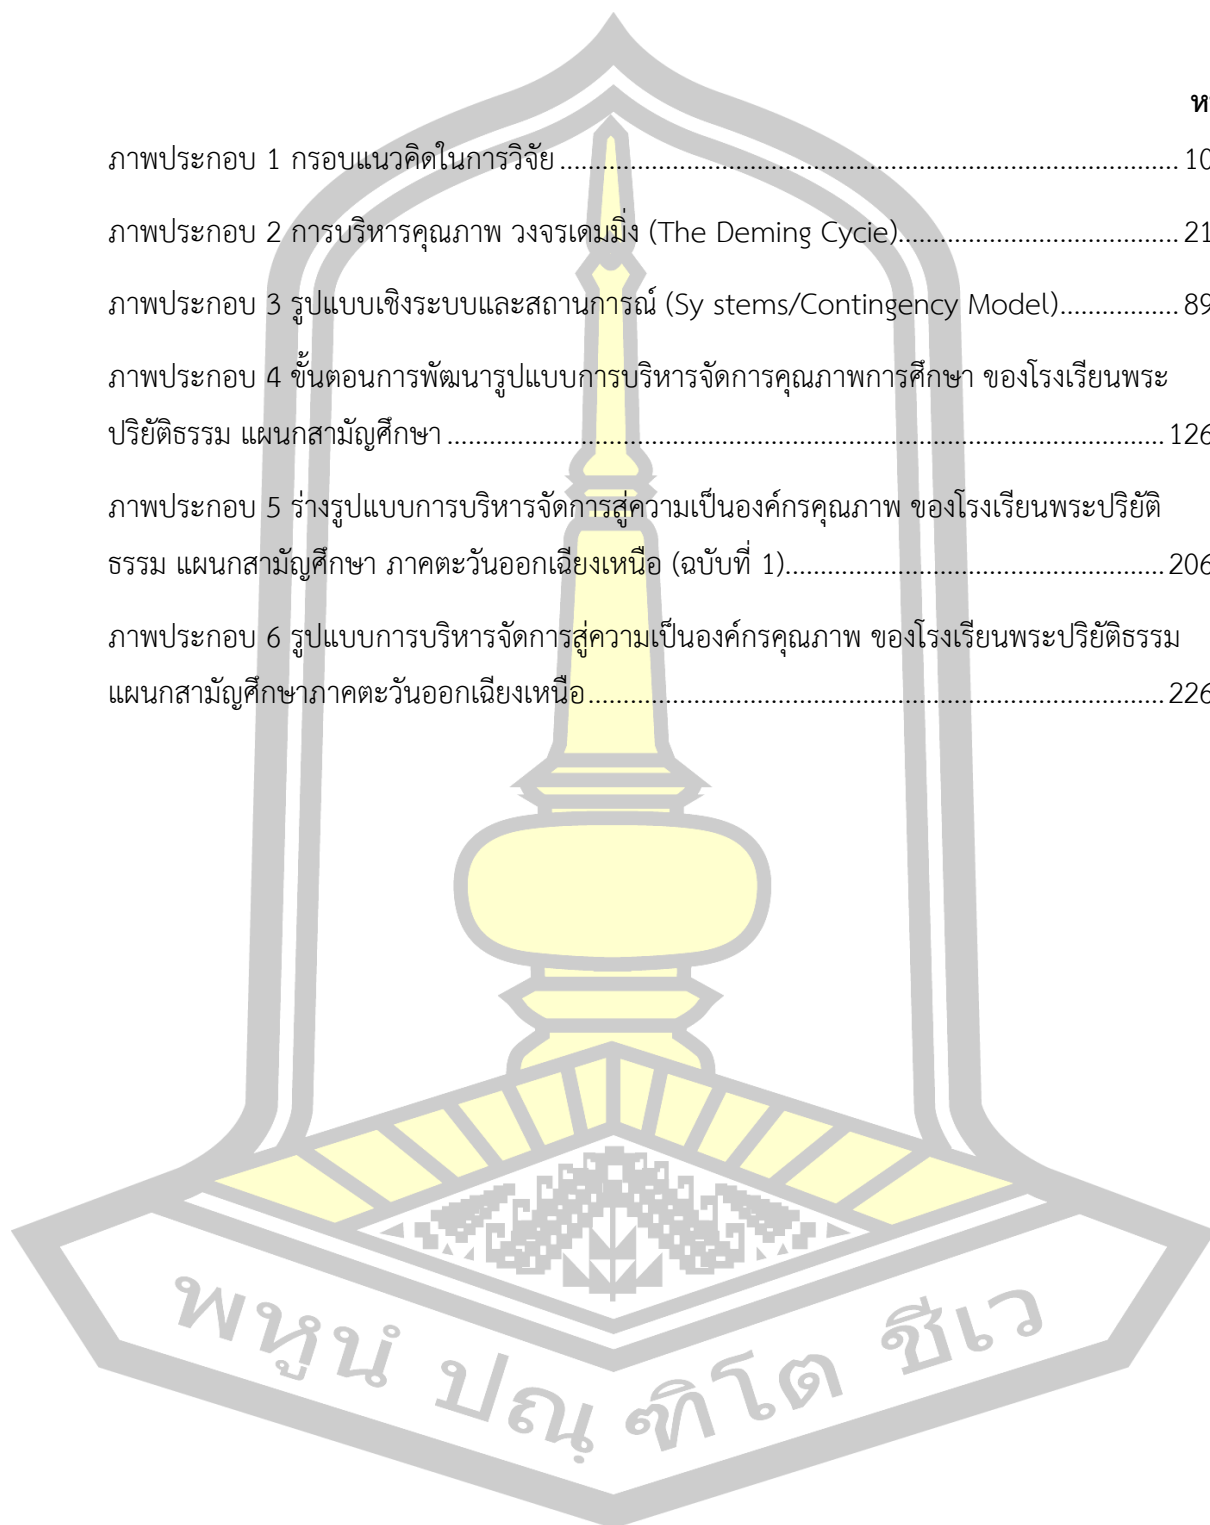 ห
ภาพประกอบ 1 กรอบแนวคิดในการวิจัย ........................................................................................ 10
ภาพประกอบ 2 การบริหารคุณภาพ วงจรเดมมิ่ง (The Deming Cycie)........................................ 21
ภาพประกอบ 3 รูปแบบเชิงระบบและสถานการณ์ (Sy stems/Contingency Model)................. 89
ภาพประกอบ 4 ขั้นตอนการพัฒนารูปแบบการบริหารจัดการคุณภาพการศึกษา ของโรงเรียนพระ
ปริยัติธรรม แผนกสามัญศึกษา ....................................................................................................... 126
ภาพประกอบ 5 ร่างรูปแบบการบริหารจัดการสู่ความเป็นองค์กรคุณภาพ ของโรงเรียนพระปริยัติ
ธรรม แผนกสามัญศึกษา ภาคตะวันออกเฉียงเหนือ (ฉบับที่ 1)...................................................... 206
ภาพประกอบ 6 รูปแบบการบริหารจัดการสู่ความเป็นองค์กรคุณภาพ ของโรงเรียนพระปริยัติธรรม
แผนกสามัญศึกษาภาคตะวันออกเฉียงเหนือ .................................................................................. 226
พหูนํ ปณฺ ฑิโต ชีเว